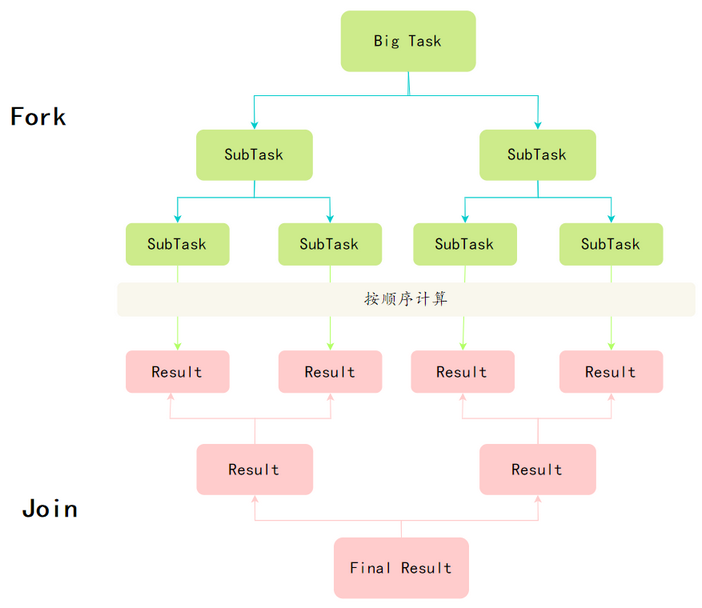 Big Task
Fork
SubTask
SubTask
SubTask
SubTask
SubTask
SubTask
按顺序计算
Result
Result
Result
Result
Result
Result
Join
Final Result